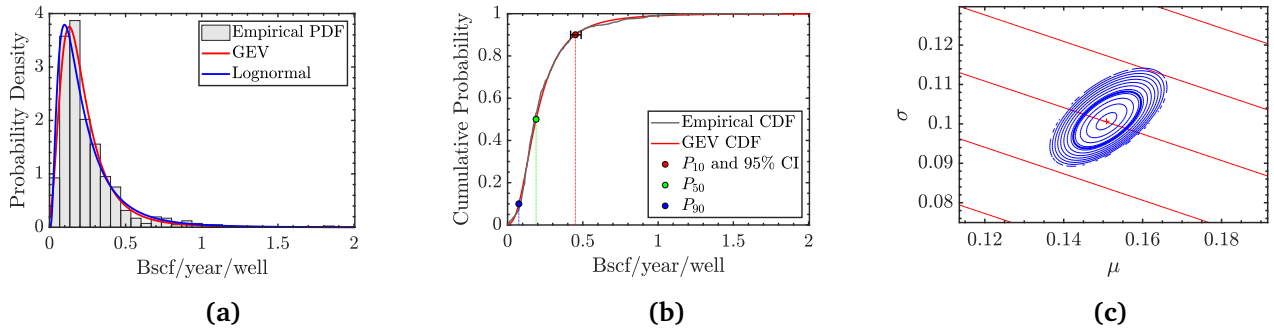 4
3
2
1
0
Probability Density
Empirical PDF
GEV
Lognormal
0
0.5
1
1.5
2
Bscf/year/well
(a)
1
0.8
0.6
0.4
0.2
0
Cumulative Probability
Empirical CDF
GEV CDF
P10 and 95% CI
P50
P90
0
0.5
1
1.5
2
Bscf/year/well
(b)
0.12
0.11
0.1
0.09
0.08
σ
0.12
0.14
0.16
0.18
μ
(c)